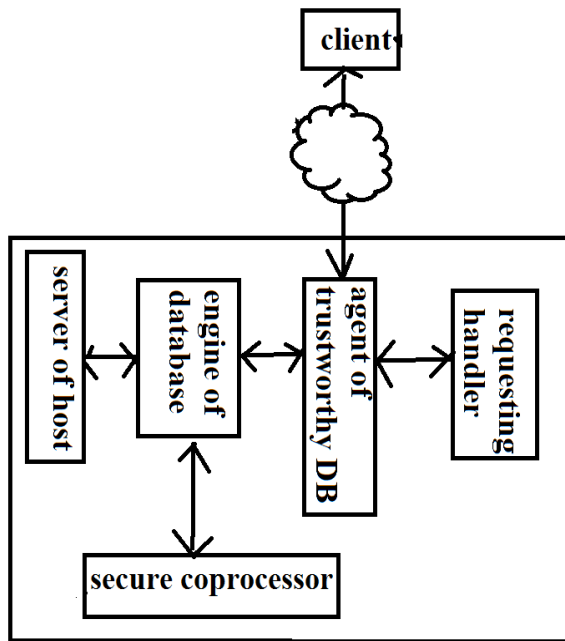 client
server of host
engine of
database
agent of
trustworthy DB
requesting
handler
secure coprocessor